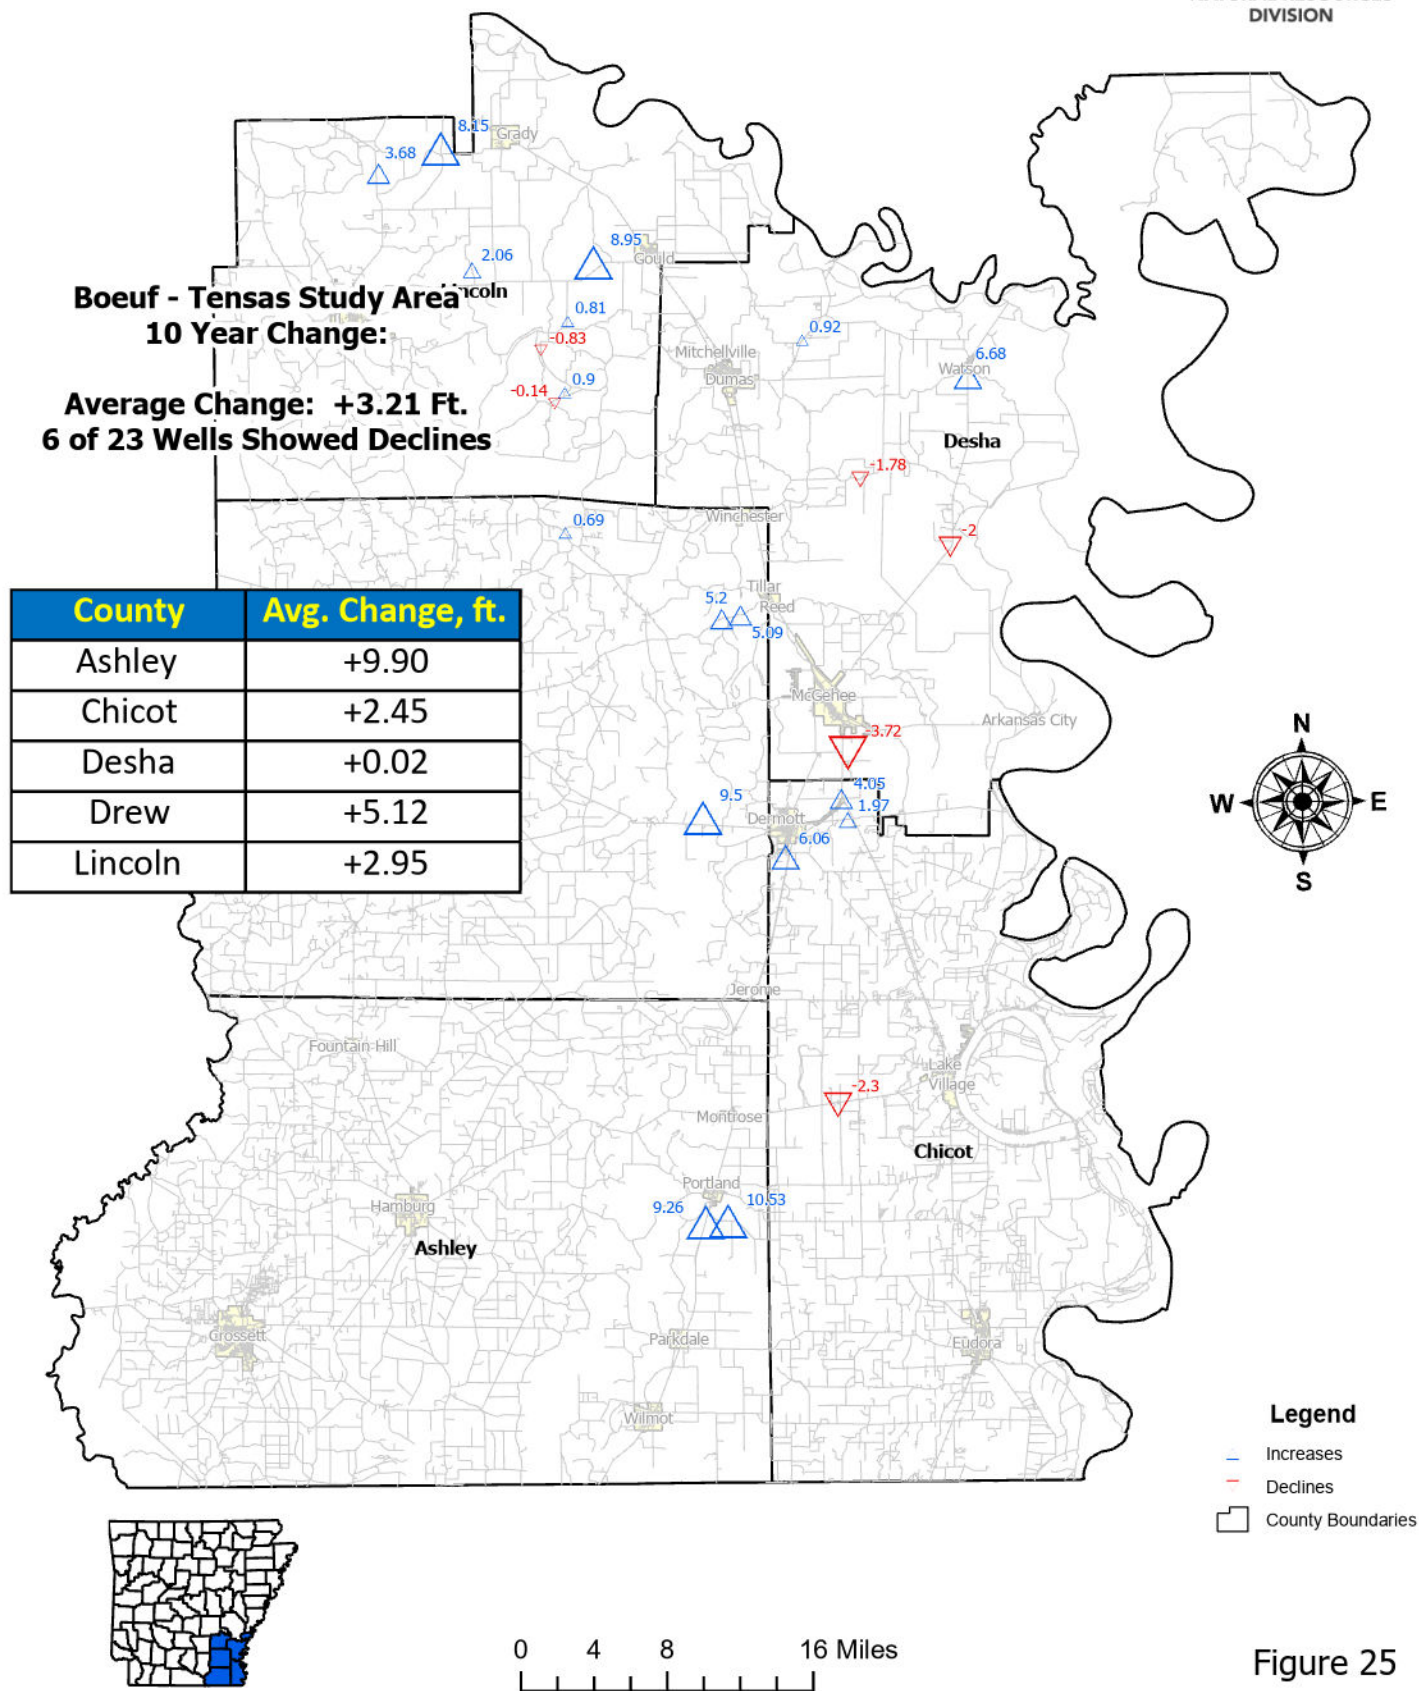 DIVISION
8.15
Grady
3.68
8.95
Gould
2.06
Boeuf - Tensas Study Area
10 Year Change:
Average Change: +3.21 Ft.
6 of 23 Wells Showed Declines
0.81
-0.83
0.9
-0.14
0.92
Mitchellville
Dumas
6.68
Watson
Desha
-1.78
-2
0.69
Winchester
Tillar
Reed
5.2
5.09
County Avg. Change, ft.
Ashley +9.90
Chicot +2.45
Desha +0.02
Drew +5.12
Lincoln +2.95
McGehee
Arkansas City
-3.72
N
W E
S
4.05
1.97
9.5
Dermott
6.06
Jerome
Fountain Hill
Lake
Village
-2.3
Montrose
Chicot
Portland
9.26
10.53
Hamburg
Ashley
Crossett
Parkdale
Eudora
Wilmot
Legend
Increases
Declines
County Boundaries
0 4 8 16 Miles
Figure 25